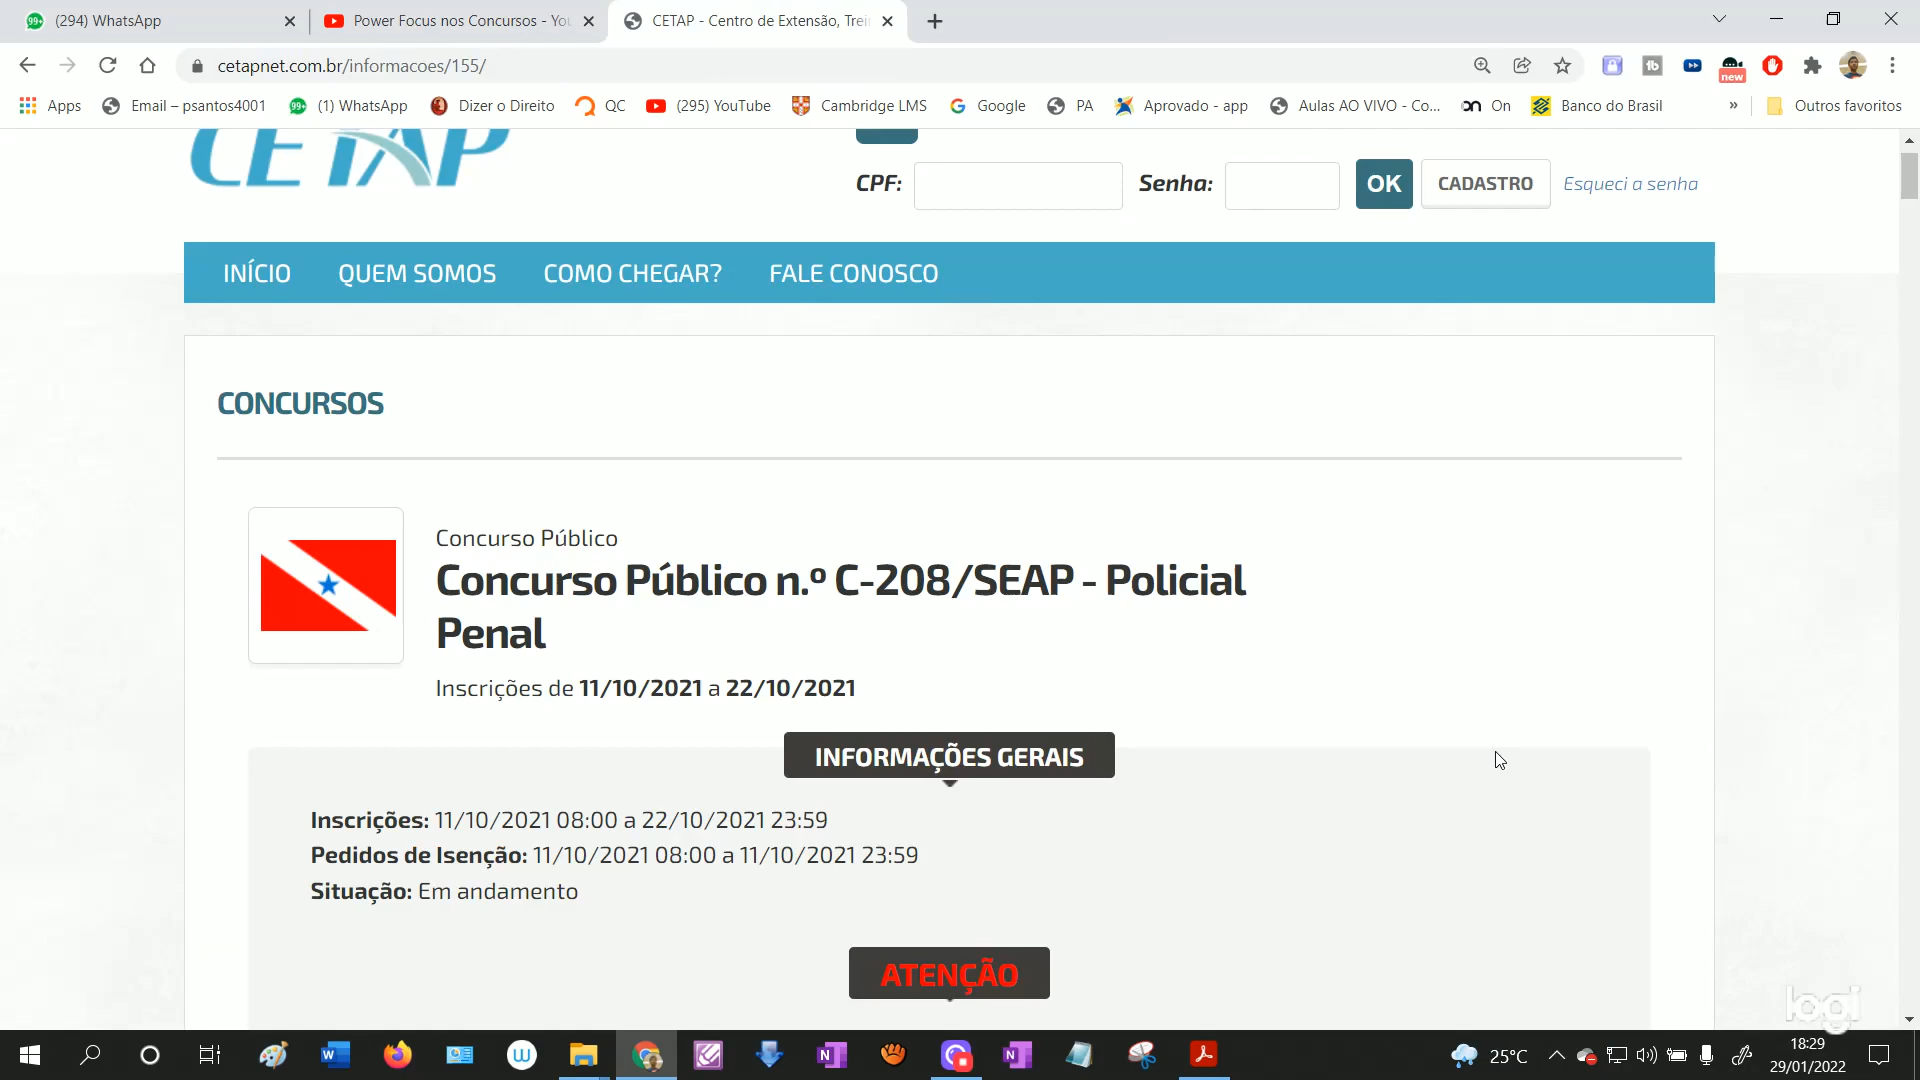 (294) WhatsApp
Power Focus nos Concursos - You
CETAP - Centro de Extensão, Trei
cetapnet.com.br/informacoes/155/
new
Apps
Email – psantos4001
(1) WhatsApp
Dizer o Direito
QC
(295) YouTube
Cambridge LMS
Google
PA
Aprovado - app
Aulas AO VIVO - Co...
On
Banco do Brasil
»
Outros favoritos
CETAP
CPF:
Senha:
OK
CADASTRO
Esqueci a senha
INÍCIO
QUEM SOMOS
COMO CHEGAR?
FALE CONOSCO
CONCURSOS
Concurso Público
Concurso Público n.º C-208/SEAP - Policial
Penal
Inscrições de 11/10/2021 a 22/10/2021
INFORMAÇÕES GERAIS
Inscrições: 11/10/2021 08:00 a 22/10/2021 23:59
Pedidos de Isenção: 11/10/2021 08:00 a 11/10/2021 23:59
Situação: Em andamento
ATENÇÃO
logi
25°C
18:29
29/01/2022